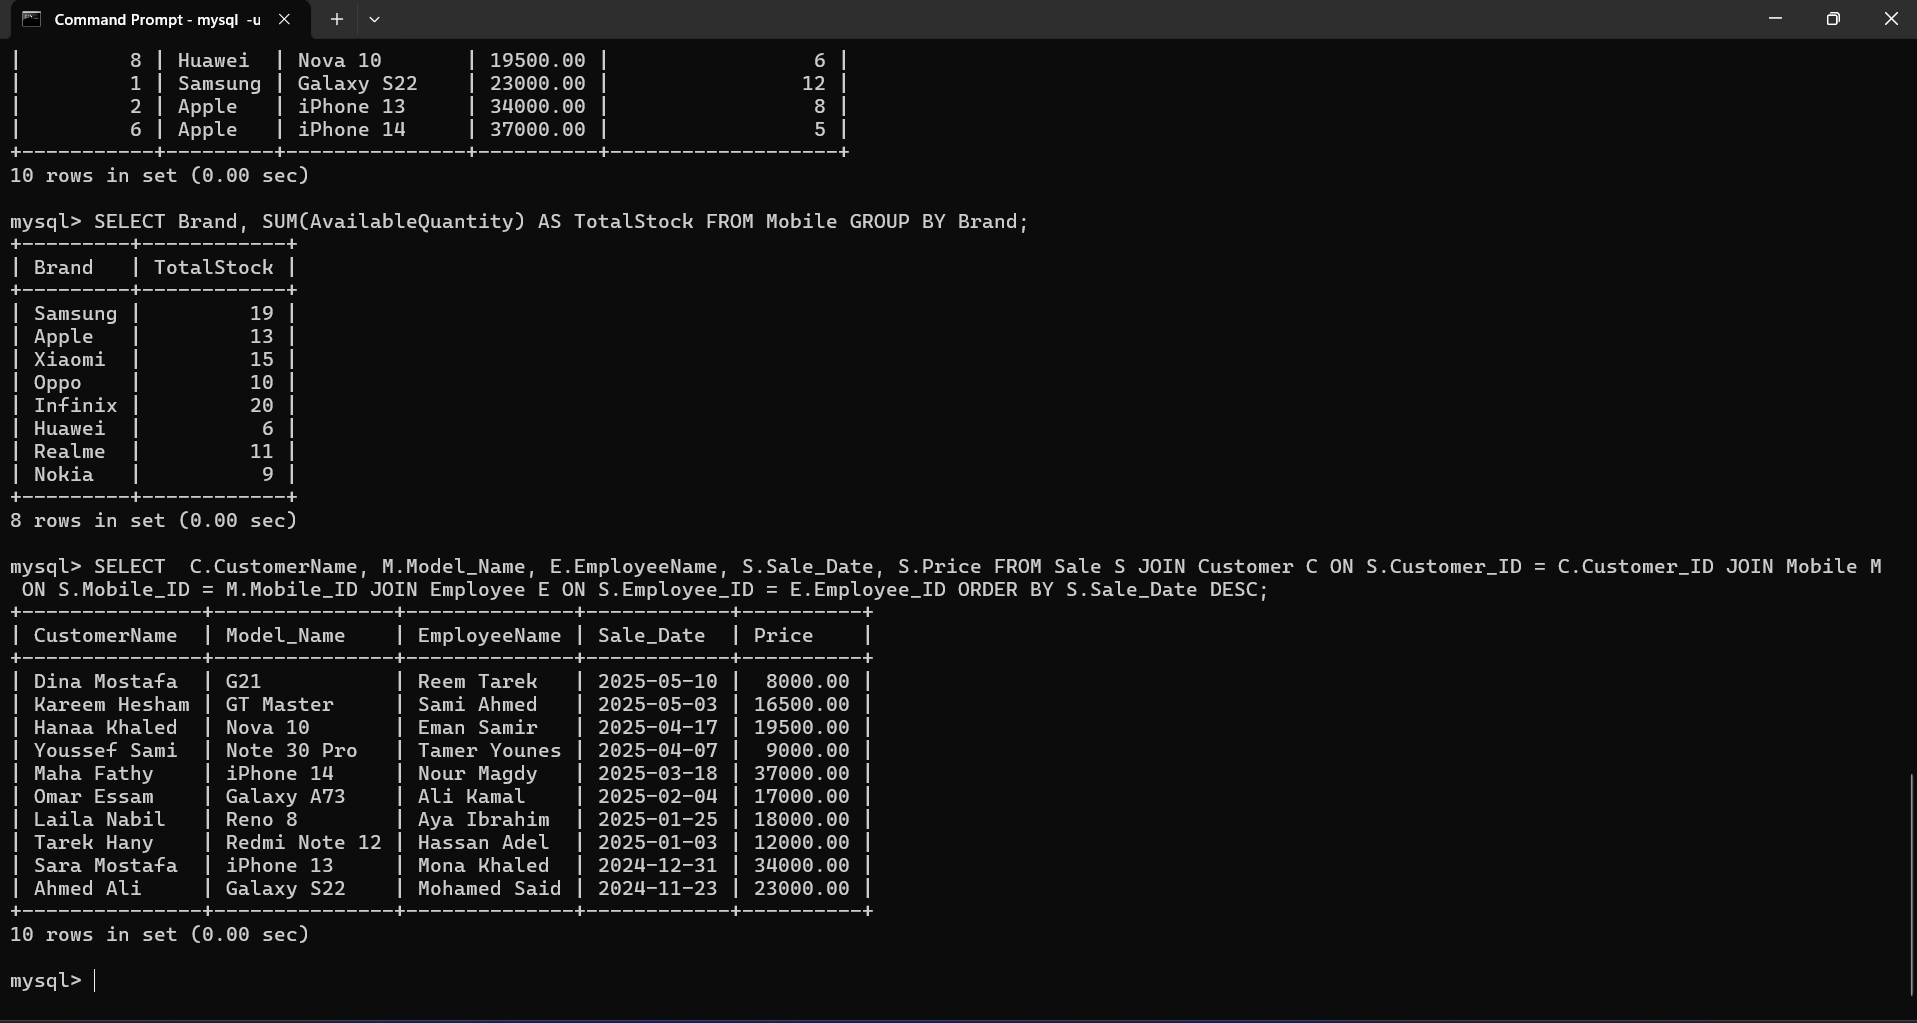 Command Prompt - mysql -u
|           8 | Huawei  | Nova 10       | 19500.00 |                 6 |
|           1 | Samsung | Galaxy S22    | 23000.00 |                12 |
|           2 | Apple   | iPhone 13     | 34000.00 |                 8 |
|           6 | Apple   | iPhone 14     | 37000.00 |                 5 |
+-----------+---------+---------------+----------+-------------------+
10 rows in set (0.00 sec)
mysql> SELECT Brand, SUM(AvailableQuantity) AS TotalStock FROM Mobile GROUP BY Brand;
+---------+------------+
| Brand   | TotalStock |
+---------+------------+
| Samsung |         19 |
| Apple   |         13 |
| Xiaomi  |         15 |
| Oppo    |         10 |
| Infinix |         20 |
| Huawei  |          6 |
| Realme  |         11 |
| Nokia   |          9 |
+---------+------------+
8 rows in set (0.00 sec)
mysql> SELECT  C.CustomerName, M.Model_Name, E.EmployeeName, S.Sale_Date, S.Price FROM Sale S JOIN Customer C ON S.Customer_ID = C.Customer_ID JOIN Mobile M
 ON S.Mobile_ID = M.Mobile_ID JOIN Employee E ON S.Employee_ID = E.Employee_ID ORDER BY S.Sale_Date DESC;
+---------------+---------------+--------------+------------+----------+
| CustomerName  | Model_Name    | EmployeeName | Sale_Date  | Price    |
+---------------+---------------+--------------+------------+----------+
| Dina Mostafa  | G21           | Reem Tarek   | 2025-05-10 |  8000.00 |
| Kareem Hesham | GT Master     | Sami Ahmed   | 2025-05-03 | 16500.00 |
| Hanaa Khaled  | Nova 10       | Eman Samir   | 2025-04-17 | 19500.00 |
| Youssef Sami  | Note 30 Pro   | Tamer Younes | 2025-04-07 |  9000.00 |
| Maha Fathy    | iPhone 14     | Nour Magdy   | 2025-03-18 | 37000.00 |
| Omar Essam    | Galaxy A73    | Ali Kamal    | 2025-02-04 | 17000.00 |
| Laila Nabil   | Reno 8        | Aya Ibrahim  | 2025-01-25 | 18000.00 |
| Tarek Hany    | Redmi Note 12 | Hassan Adel  | 2025-01-03 | 12000.00 |
| Sara Mostafa  | iPhone 13     | Mona Khaled  | 2024-12-31 | 34000.00 |
| Ahmed Ali     | Galaxy S22    | Mohamed Said | 2024-11-23 | 23000.00 |
+---------------+---------------+--------------+------------+----------+
10 rows in set (0.00 sec)
mysql>